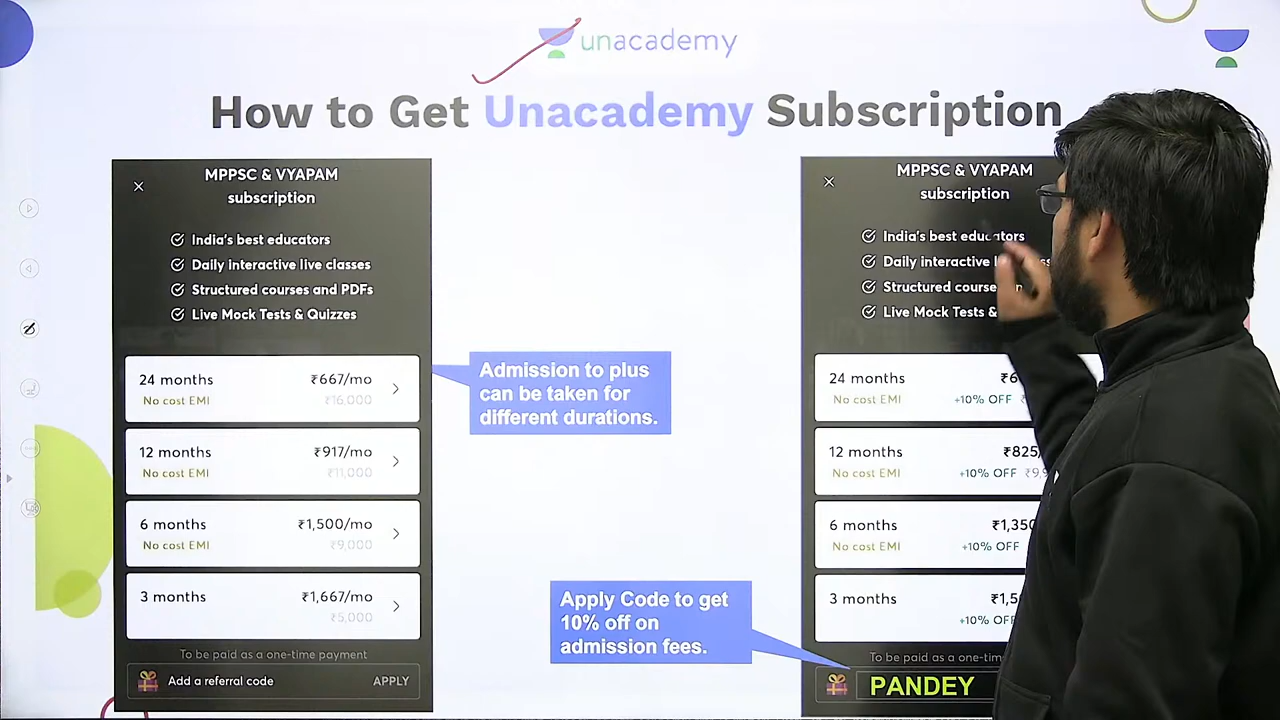 unacademy
How to Get Unacademy Subscription
MPPSC & VYAPAM
subscription
India's best educators
Daily interactive live classes
Structured courses and PDFs
Live Mock Tests & Quizzes
24 months ₹667/mo
No cost EMI ₹16,000
12 months ₹917/mo
No cost EMI ₹11,000
6 months ₹1,500/mo
No cost EMI ₹9,000
3 months ₹1,667/mo
₹5,000
To be paid as a one-time payment
Add a referral code APPLY
Admission to plus
can be taken for
different durations.
Apply Code to get
10% off on
admission fees.
MPPSC & VYAPAM
subscription
India's best educators
Daily interactive
Structured
Live Mock Tests &
24 months
No cost EMI +10% OFF
12 months ₹825/
No cost EMI +10% OFF
6 months ₹1,350
No cost EMI +10% OFF
3 months
+10% OFF
To be paid as a
PANDEY